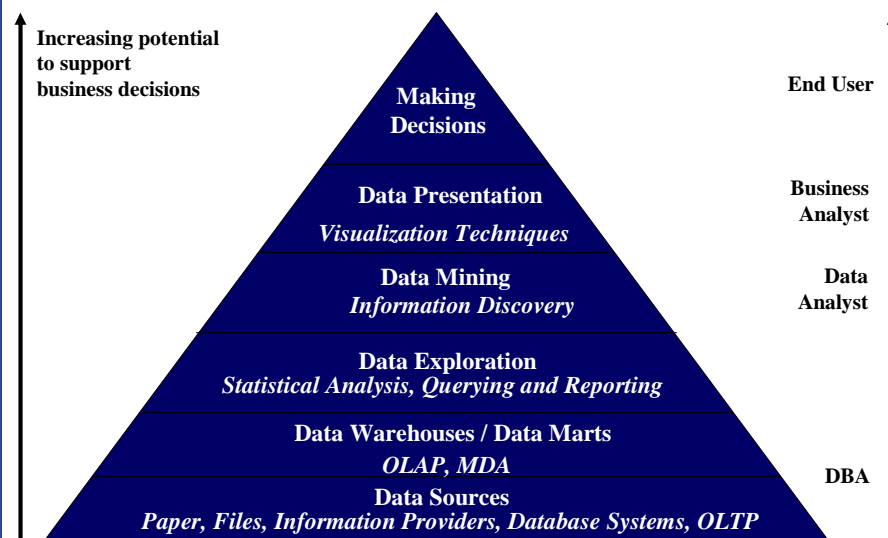 Increasing potential
to support
business decisions
Making
Decisions
End User
Data Presentation
Visualization Techniques
Business
Analyst
Data Mining
Information Discovery
Data
Analyst
Data Exploration
Statistical Analysis, Querying and Reporting
Data Warehouses / Data Marts
OLAP, MDA
DBA
Data Sources
Paper, Files, Information Providers, Database Systems, OLTP